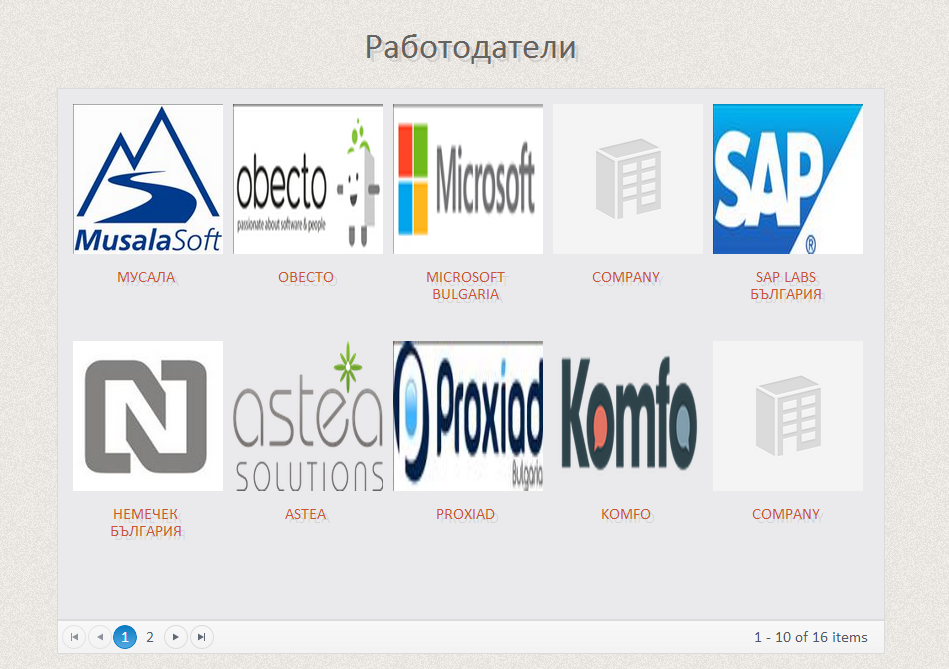 Работодатели
MusalaSoft
obecto
passionate about software & people
Microsoft
SAP
®
МУСАЛА
OBECTO
MICROSOFT
BULGARIA
COMPANY
SAP LABS
БЪЛГАРИЯ
N
astea
SOLUTIONS
Proxiad
Bulgaria
Komfo
НЕМЕЧЕК
БЪЛГАРИЯ
ASTEA
PROXIAD
KOMFO
COMPANY
1 2
1 - 10 of 16 items